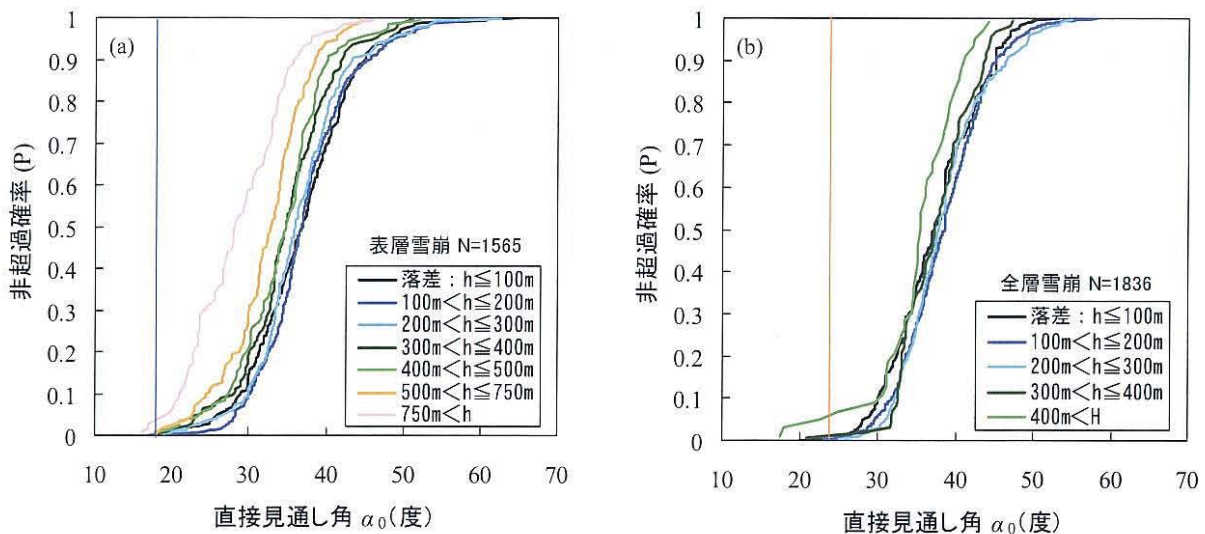 (a)
1
0.9
0.8
0.7
0.6
0.5
0.4
0.3
0.2
0.1
0
非超過確率 (P)
10 20 30 40 50 60 70
直接見通し角 α₀(度)
表層雪崩 N=1565
落差：h≦100m
100m<h≦200m
200m<h≦300m
300m<h≦400m
400m<h≦500m
500m<h≦750m
750m<h
(b)
1
0.9
0.8
0.7
0.6
0.5
0.4
0.3
0.2
0.1
0
非超過確率 (P)
10 20 30 40 50 60 70
直接見通し角 α₀(度)
全層雪崩 N=1836
落差：h≦100m
100m<h≦200m
200m<h≦300m
300m<h≦400m
400m<H